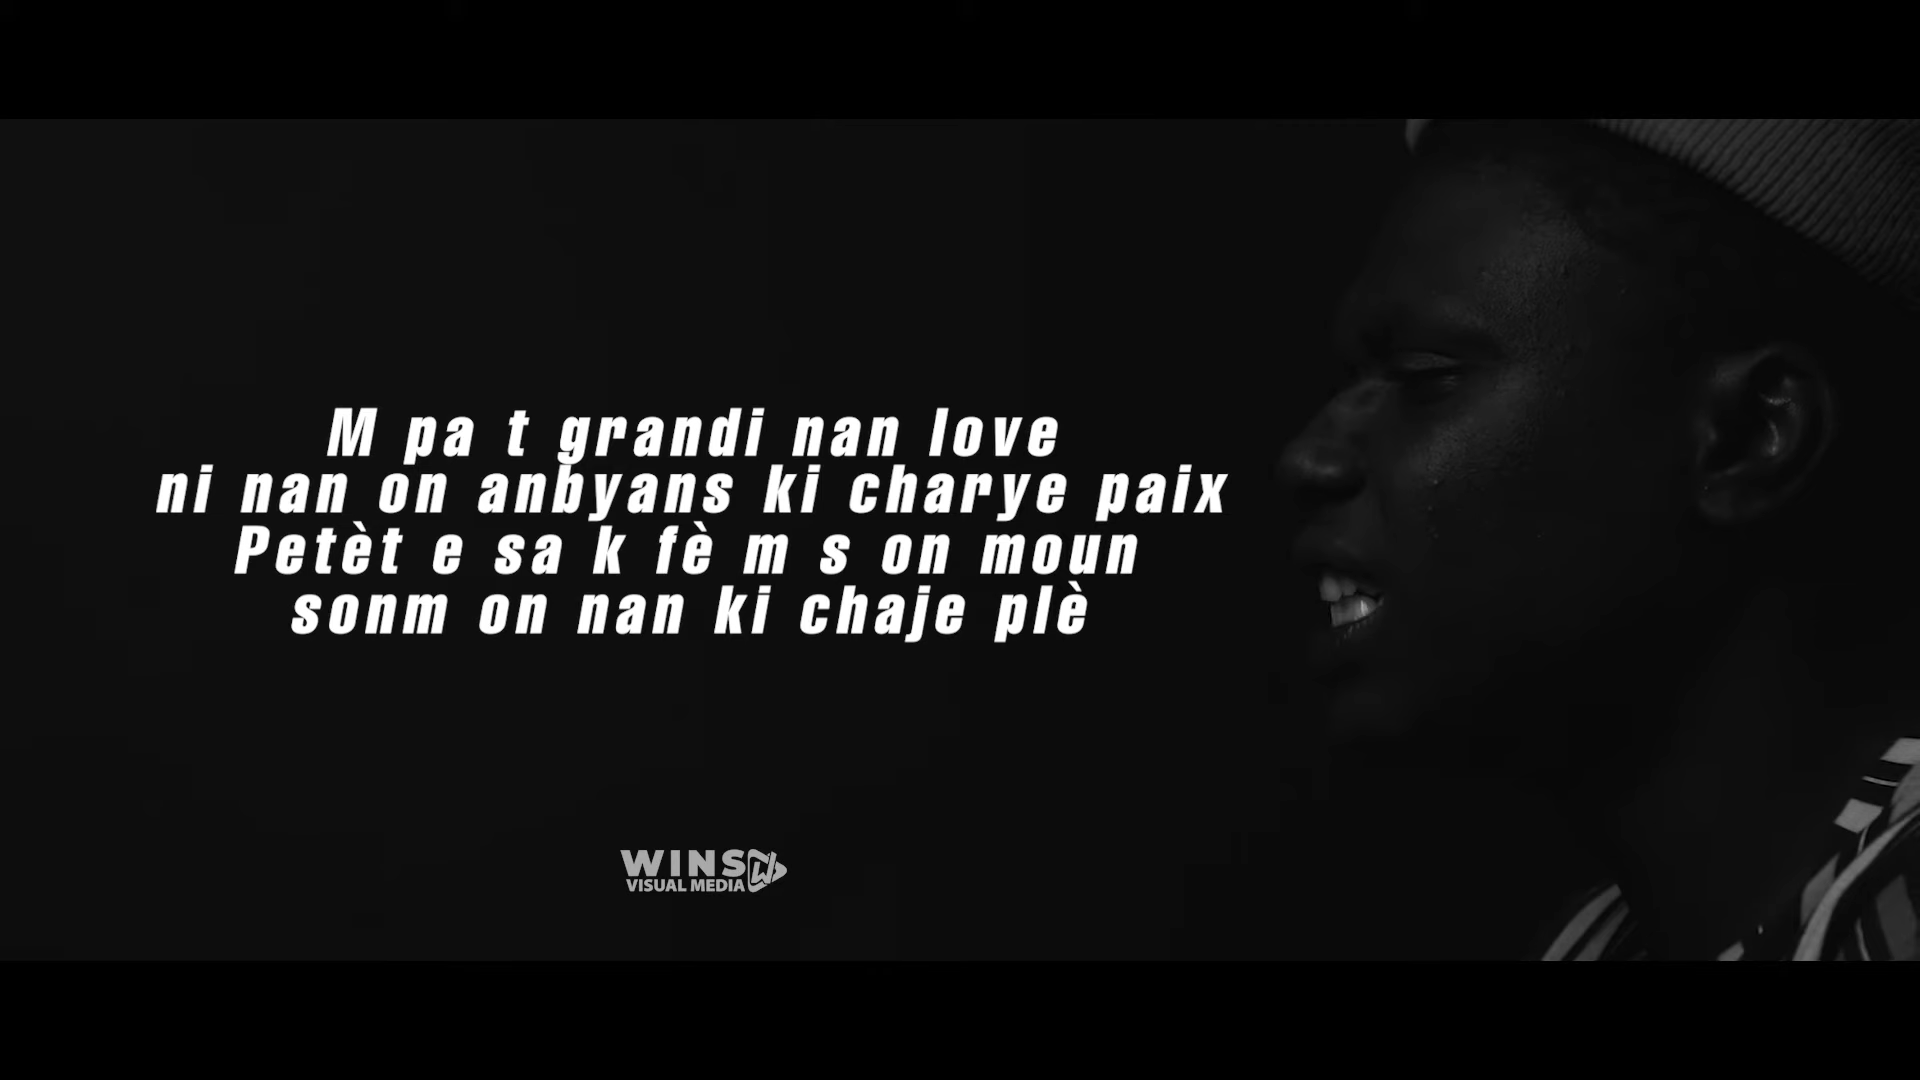 M pa t grandi nan love
ni nan on anbyans ki charye paix
Petèt e sa k fè m s on moun
sonm on nan ki chaje plè
WINS
VISUAL MEDIA